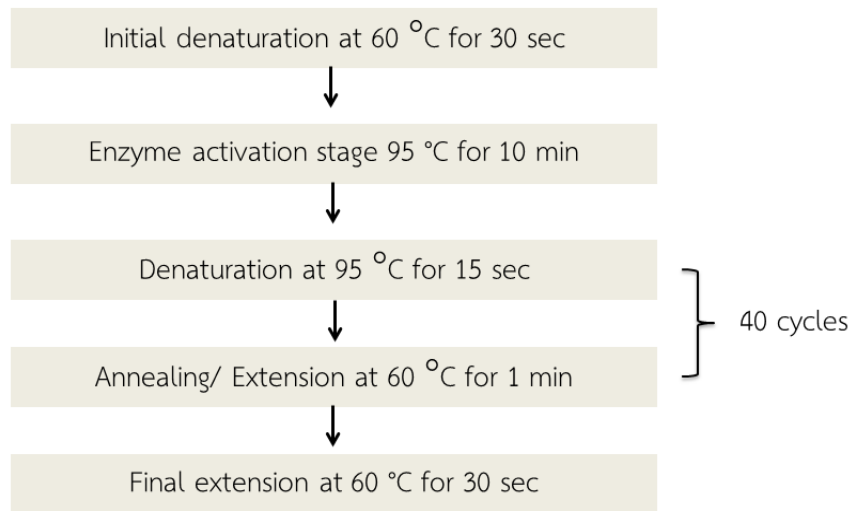 Initial denaturation at 60 °C for 30 sec
Enzyme activation stage 95 °C for 10 min
Denaturation at 95 °C for 15 sec
40 cycles
Annealing/ Extension at 60 °C for 1 min
Final extension at 60 °C for 30 sec